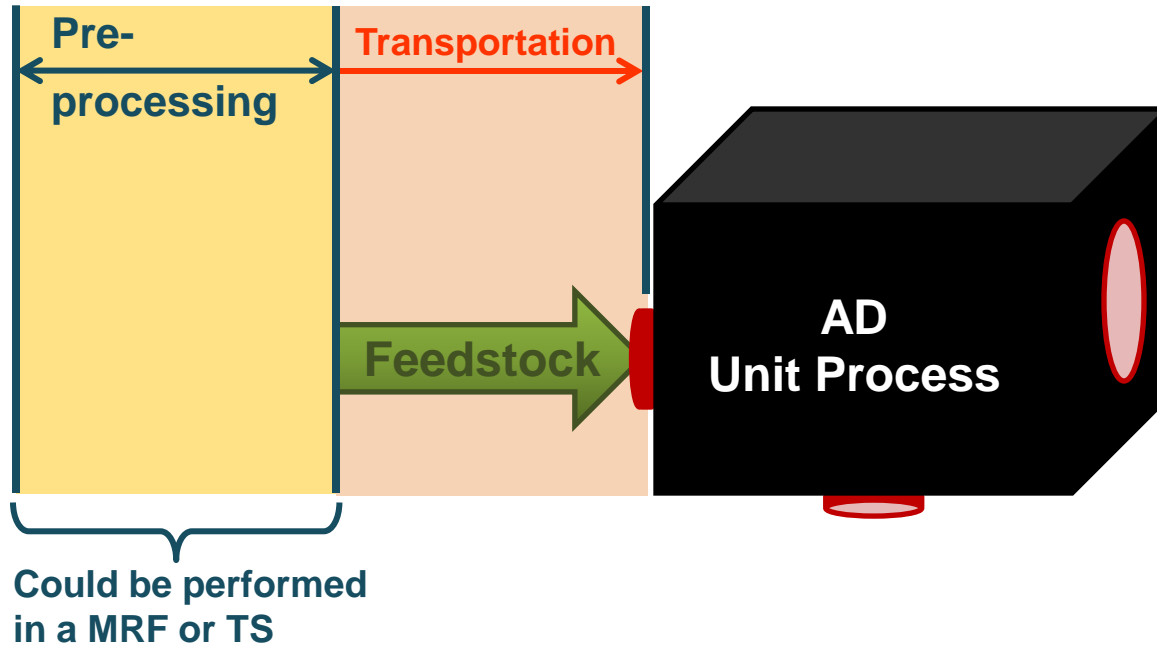 Pre-
processing
Transportation
Feedstock
AD
Unit Process
Could be performed
in a MRF or TS